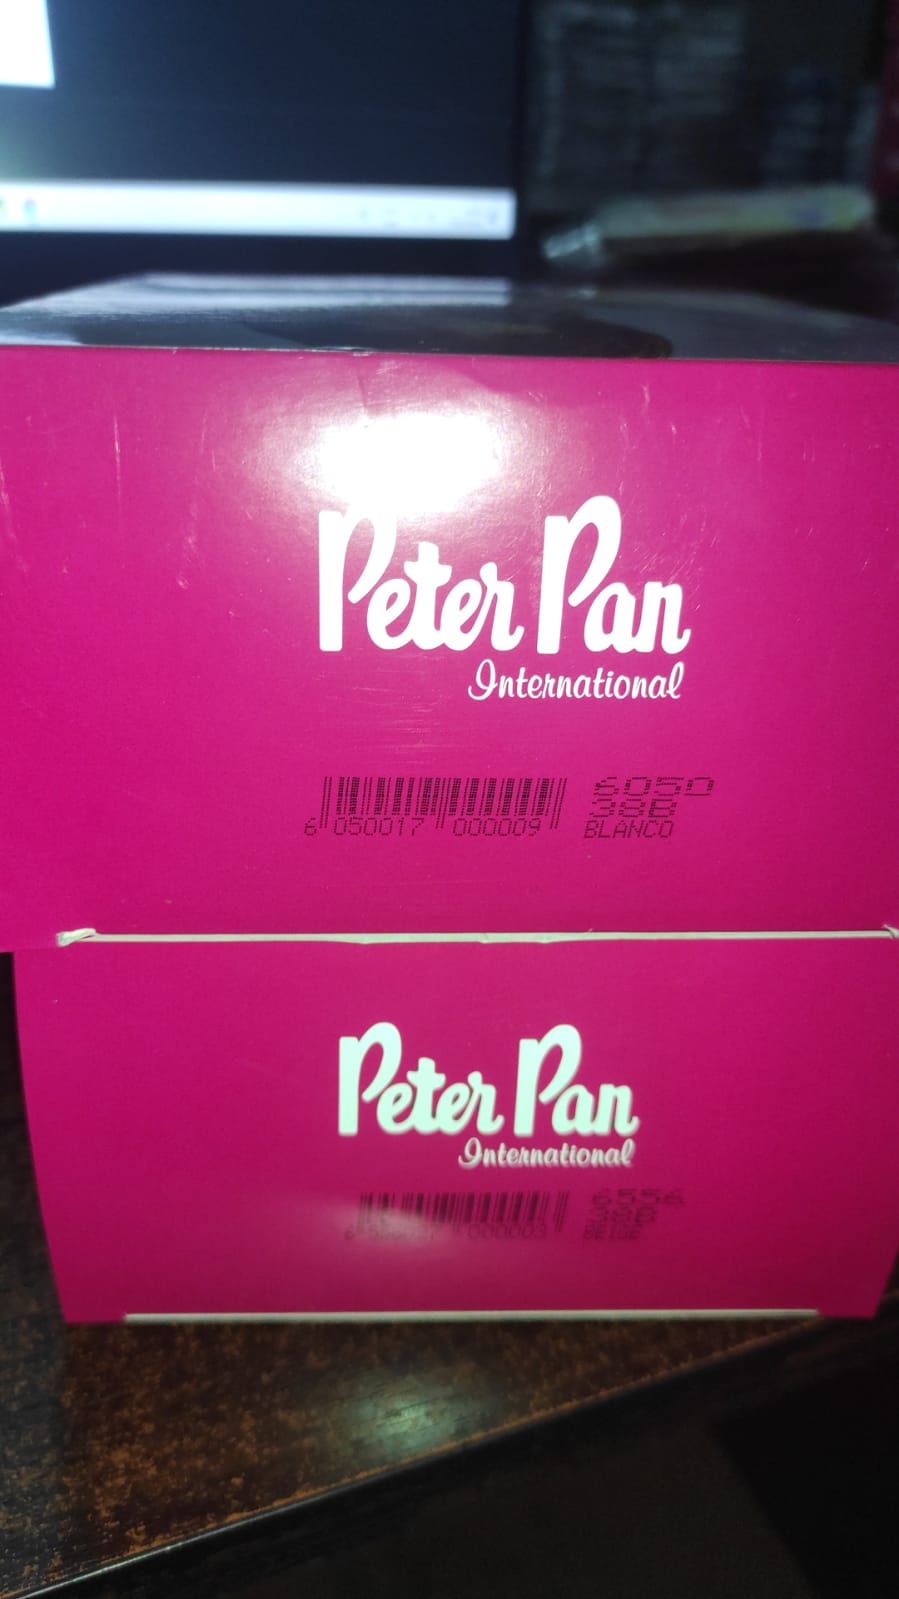 Peter Pan
International
6 050017 000009
6050
38B
BLANCO
Peter Pan
International
000003
6556
38B
BEIGE